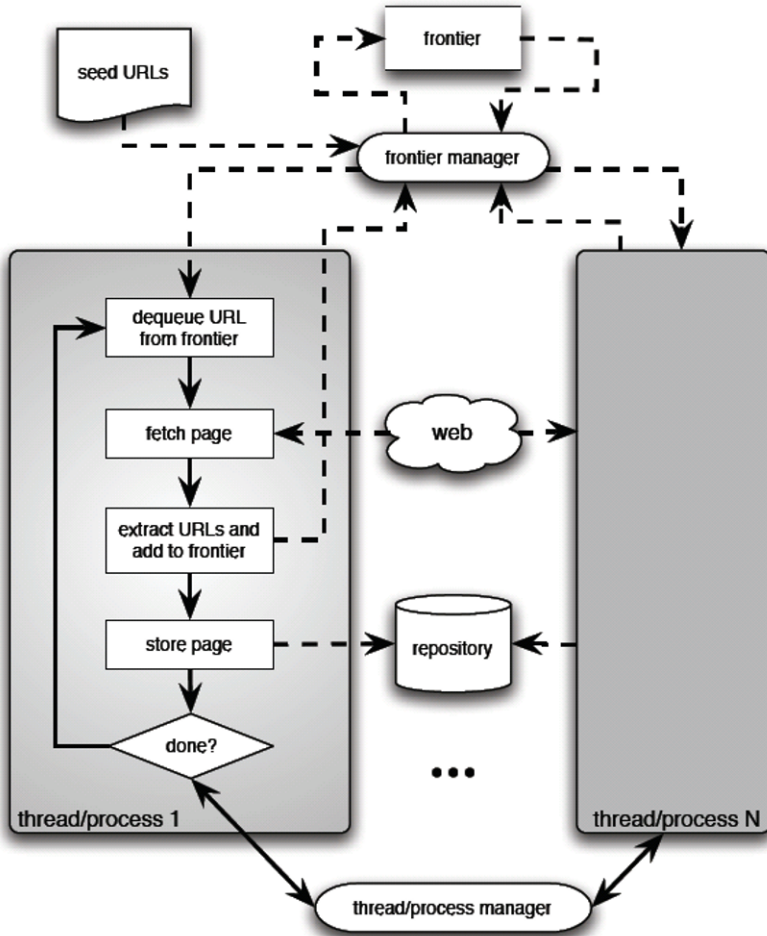 frontier
seed URLs
frontier manager
dequeue URL
from frontier
fetch page
web
extract URLs and
add to frontier
store page
repository
done?
...
thread/process 1
thread/process N
thread/process manager